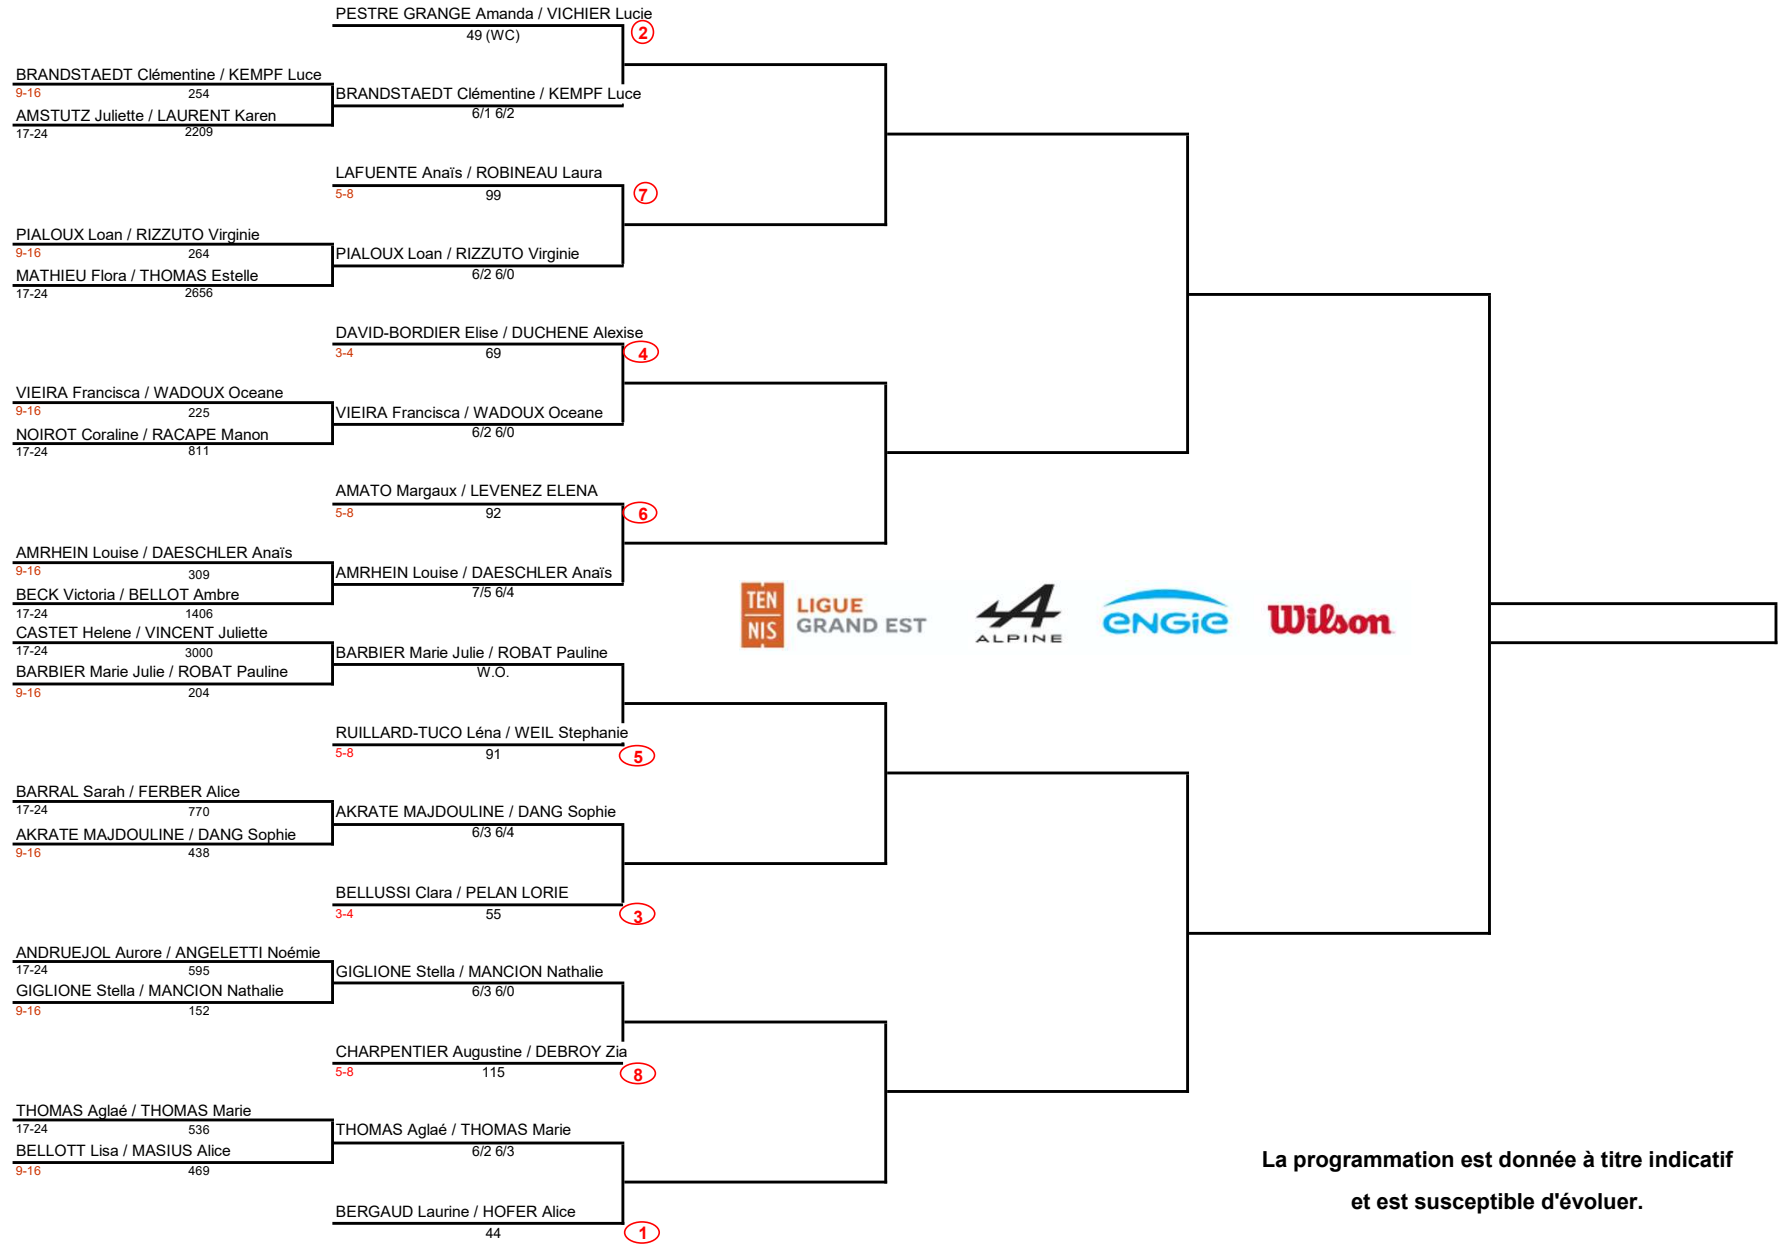 PESTRE GRANGE Amanda / VICHIER Lucie
49 (WC)
2
BRANDSTAEDT Clémentine / KEMPF Luce
9-16 254
BRANDSTAEDT Clémentine / KEMPF Luce
6/1 6/2
AMSTUTZ Juliette / LAURENT Karen
17-24 2209
LAFUENTE Anaïs / ROBINEAU Laura
5-8 99
7
PIALOUX Loan / RIZZUTO Virginie
9-16 264
PIALOUX Loan / RIZZUTO Virginie
6/2 6/0
MATHIEU Flora / THOMAS Estelle
17-24 2656
DAVID-BORDIER Elise / DUCHENE Alexise
3-4 69
4
VIEIRA Francisca / WADOUX Oceane
9-16 225
VIEIRA Francisca / WADOUX Oceane
6/2 6/0
NOIROT Coraline / RACAPE Manon
17-24 811
AMATO Margaux / LEVENEZ ELENA
5-8 92
6
AMRHEIN Louise / DAESCHLER Anaïs
9-16 309
AMRHEIN Louise / DAESCHLER Anaïs
7/5 6/4
BECK Victoria / BELLOT Ambre
17-24 1406
TEN
NIS
LIGUE
GRAND EST
ALPINE
ENGIE
Wilson
CASTET Helene / VINCENT Juliette
17-24 3000
BARBIER Marie Julie / ROBAT Pauline
W.O.
BARBIER Marie Julie / ROBAT Pauline
9-16 204
RUILLARD-TUCO Léna / WEIL Stephanie
5-8 91
5
BARRAL Sarah / FERBER Alice
17-24 770
AKRATE MAJDOULINE / DANG Sophie
6/3 6/4
AKRATE MAJDOULINE / DANG Sophie
9-16 438
BELLUSSI Clara / PELAN LORIE
3-4 55
3
ANDRUEJOL Aurore / ANGELETTI Noémie
17-24 595
GIGLIONE Stella / MANCION Nathalie
6/3 6/0
GIGLIONE Stella / MANCION Nathalie
9-16 152
CHARPENTIER Augustine / DEBROY Zia
5-8 115
8
THOMAS Aglaé / THOMAS Marie
17-24 536
THOMAS Aglaé / THOMAS Marie
6/2 6/3
BELLOTT Lisa / MASIUS Alice
9-16 469
BERGAUD Laurine / HOFER Alice
44
1
La programmation est donnée à titre indicatif
et est susceptible d'évoluer.